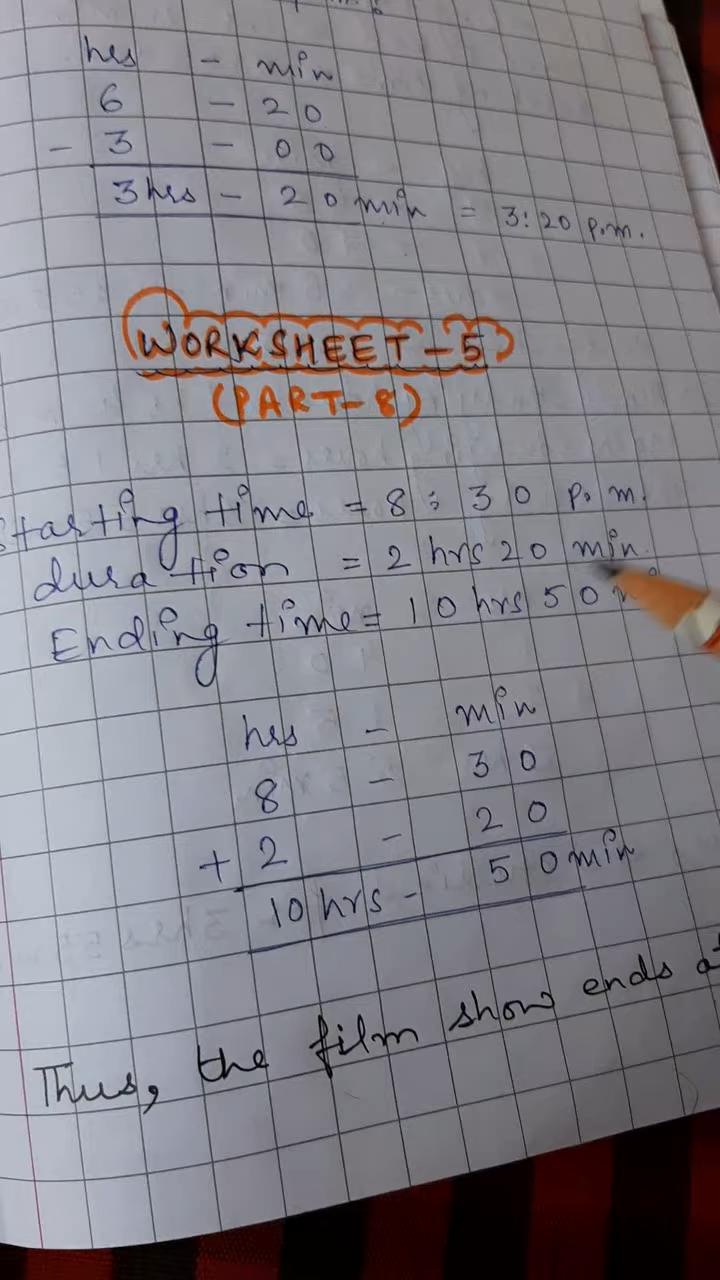 hrs - min
6 - 20
- 3 - 00
3 hrs - 20 min = 3:20 p.m.
WORKSHEET-5
(PART-8)
Starting time = 8:30 p.m.
duration = 2 hrs 20 min
Ending time = 10 hrs 50
hrs - min
8 - 30
+ 2 - 20
10 hrs - 50 min
Thus, the film show ends